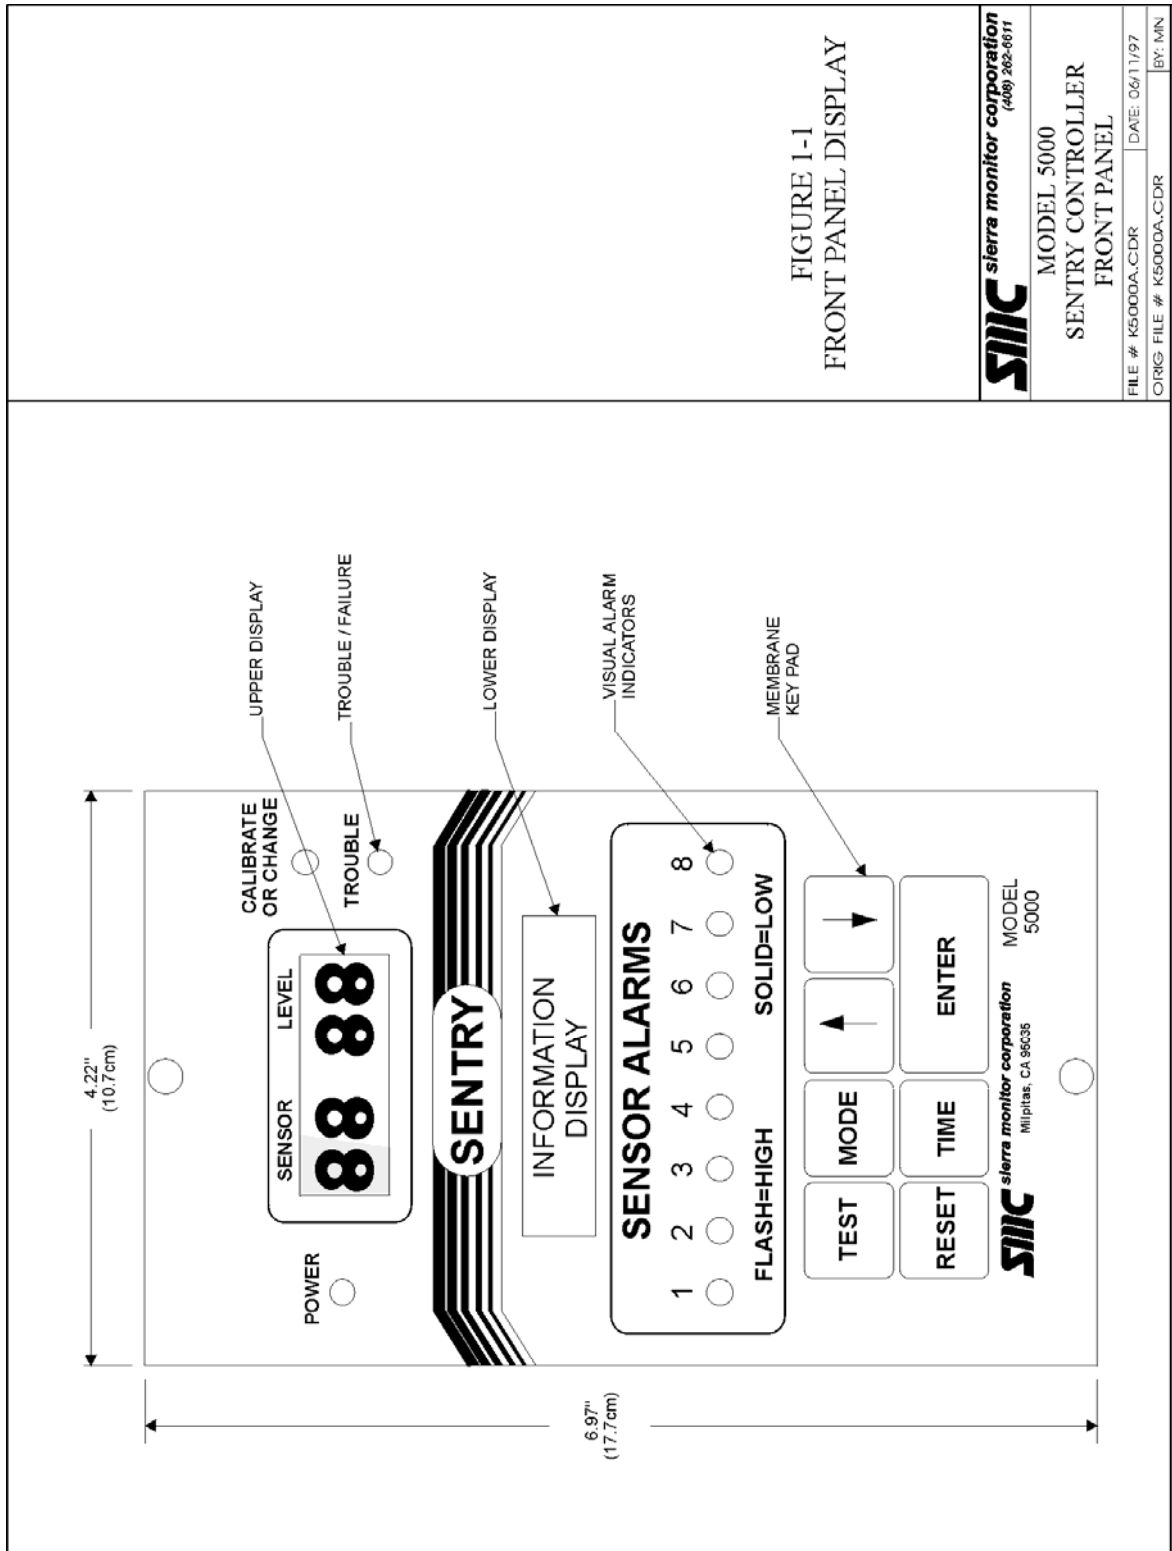 4.22"
(10.7cm)
6.97"
(17.7cm)
POWER
SENSOR
LEVEL
88 88
CALIBRATE
OR CHANGE
TROUBLE
SENTRY
INFORMATION
DISPLAY
SENSOR ALARMS
1 2 3 4 5 6 7 8
FLASH=HIGH
SOLID=LOW
TEST
MODE
RESET
TIME
ENTER
SMC sierra monitor corporation
Milpitas, CA 95035
MODEL
5000
UPPER DISPLAY
TROUBLE / FAILURE
LOWER DISPLAY
VISUAL ALARM
INDICATORS
MEMBRANE
KEY PAD
FIGURE 1-1
FRONT PANEL DISPLAY
SMC sierra monitor corporation
(408) 262-6611
MODEL 5000
SENTRY CONTROLLER
FRONT PANEL
FILE # K5000A.CDR
DATE: 06/11/97
ORIG FILE # K5000A.CDR
BY: MN